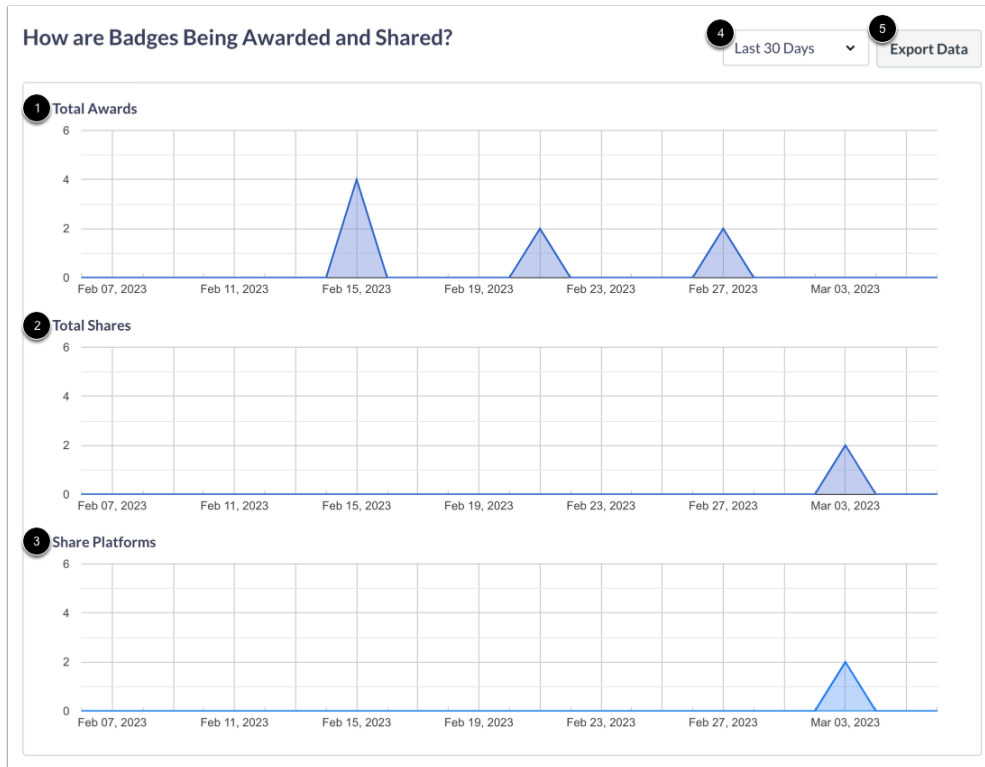 How are Badges Being Awarded and Shared?
4
Last 30 Days
5
Export Data
1
Total Awards
6
4
2
0
Feb 07, 2023 Feb 11, 2023 Feb 15, 2023 Feb 19, 2023 Feb 23, 2023 Feb 27, 2023 Mar 03, 2023
2
Total Shares
6
4
2
0
Feb 07, 2023 Feb 11, 2023 Feb 15, 2023 Feb 19, 2023 Feb 23, 2023 Feb 27, 2023 Mar 03, 2023
3
Share Platforms
6
4
2
0
Feb 07, 2023 Feb 11, 2023 Feb 15, 2023 Feb 19, 2023 Feb 23, 2023 Feb 27, 2023 Mar 03, 2023